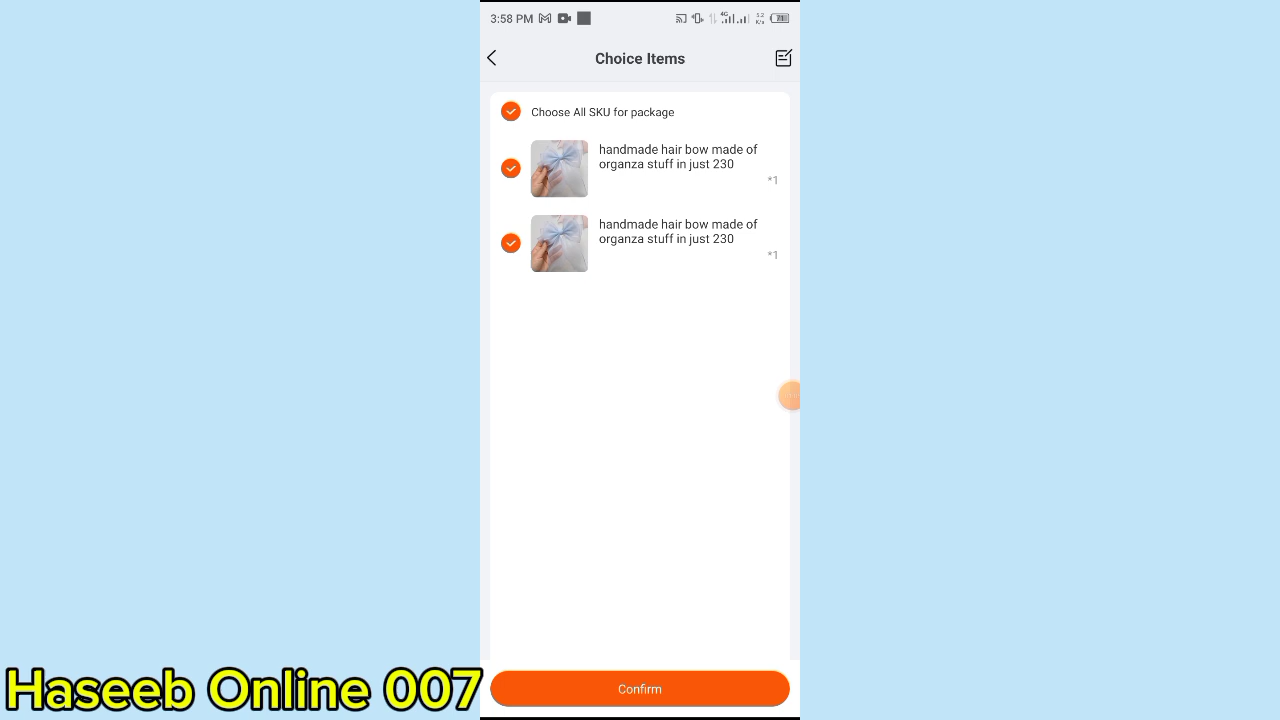 3:58 PM
4G
Choice Items
Choose All SKU for package
handmade hair bow made of
organza stuff in just 230
*1
handmade hair bow made of
organza stuff in just 230
*1
Confirm
Haseeb Online 007